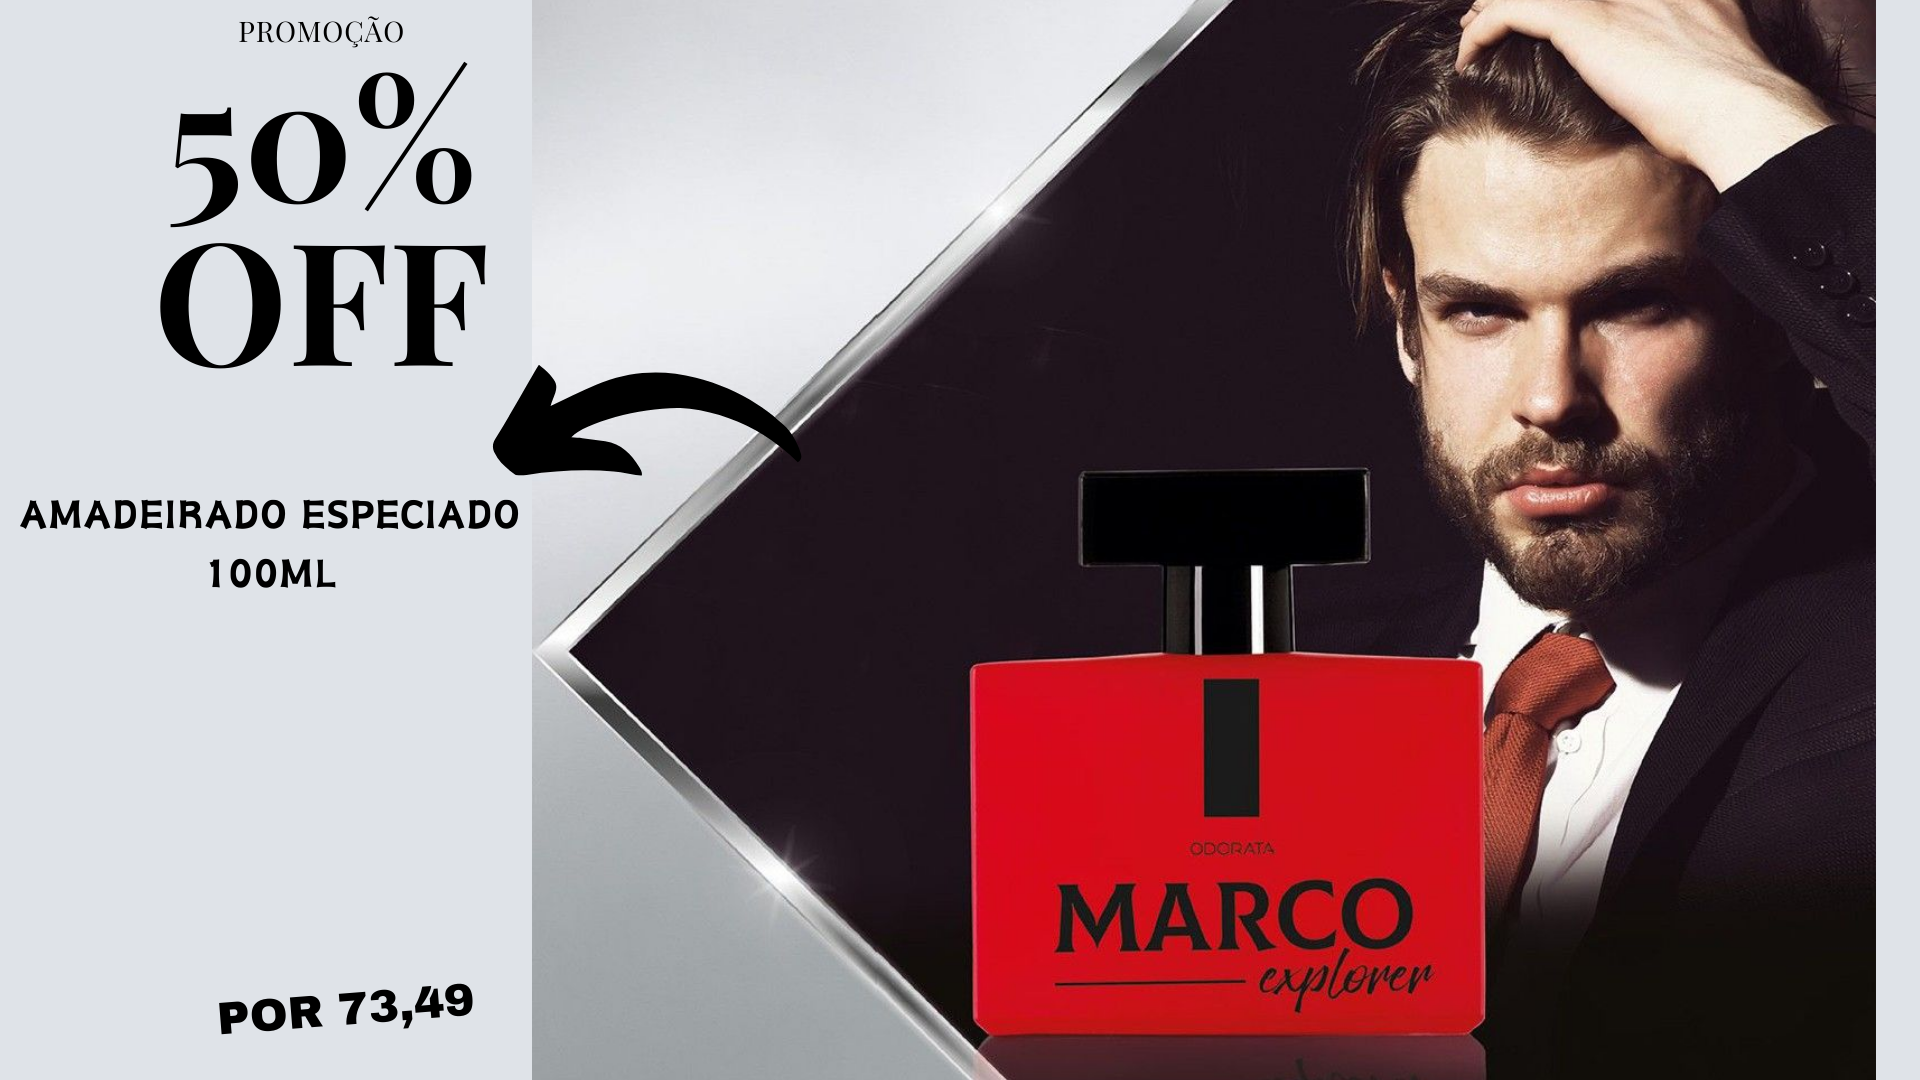 PROMOÇÃO
50%
OFF
AMADEIRADO ESPECIADO
100ML
POR 73,49
ODORATA
MARCO
explorer